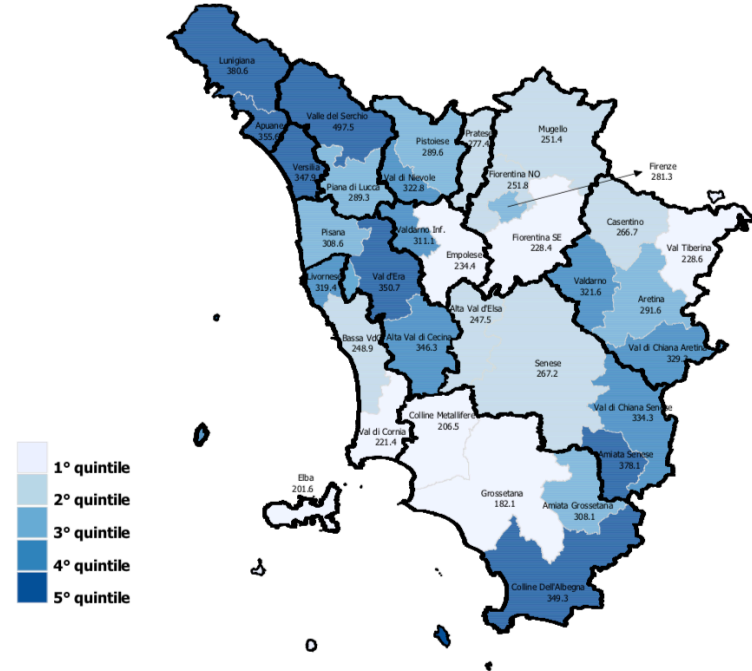 Lunigiana
380.6
Apuane
355.6
Valle del Serchio
497.5
Versilia
347.9
Piana di Lucca
289.3
Pistoiese
289.6
Val di Nievole
322.8
Pratese
277.4
Mugello
251.4
Fiorentina NO
251.8
Firenze
281.3
Fiorentina SE
228.4
Casentino
266.7
Val Tiberina
228.6
Pisana
308.6
Valdarno Inf.
311.1
Empolese
234.4
Livornese
319.4
Val d'Era
350.7
Valdarno
321.6
Aretina
291.6
Alta Val d'Elsa
247.5
Bassa VdC
248.9
Alta Val di Cecina
346.3
Val di Chiana Aretina
Senese
267.2
Val di Chiana Senese
334.3
Colline Metallifere
206.5
Val di Cornia
221.4
Amiata Senese
378.1
Elba
201.6
Grossetana
182.1
Amiata Grossetana
308.1
Colline Dell'Albegna
349.3
1° quintile
2° quintile
3° quintile
4° quintile
5° quintile